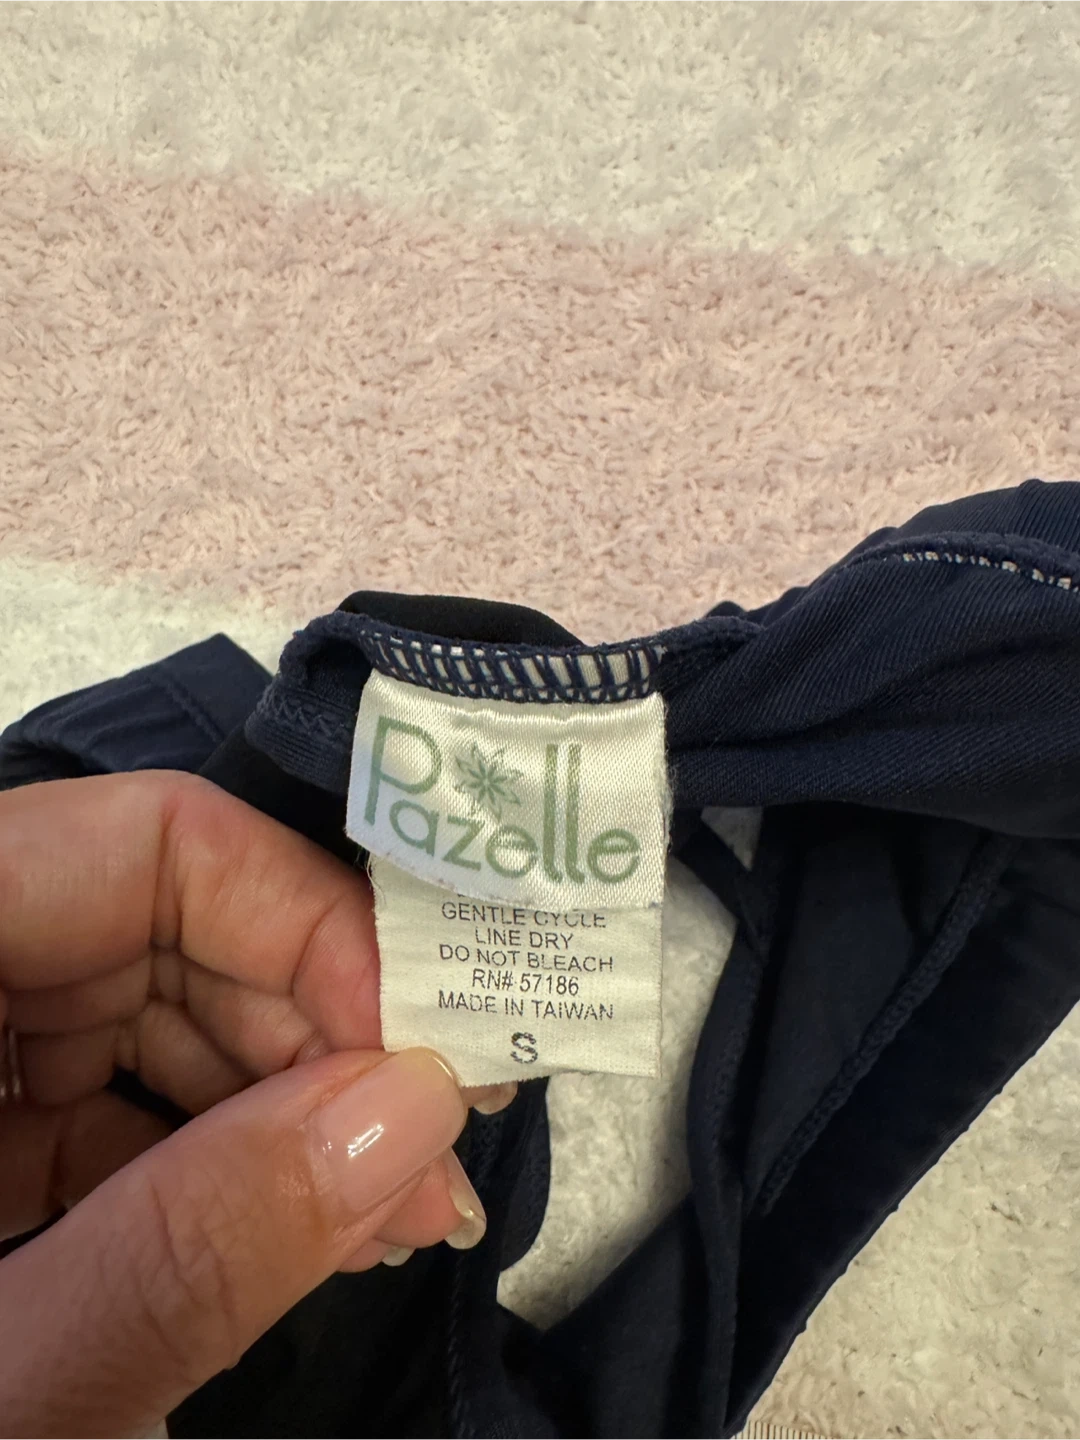 Pazelle
GENTLE CYCLE
LINE DRY
DO NOT BLEACH
RN# 57186
MADE IN TAIWAN
S